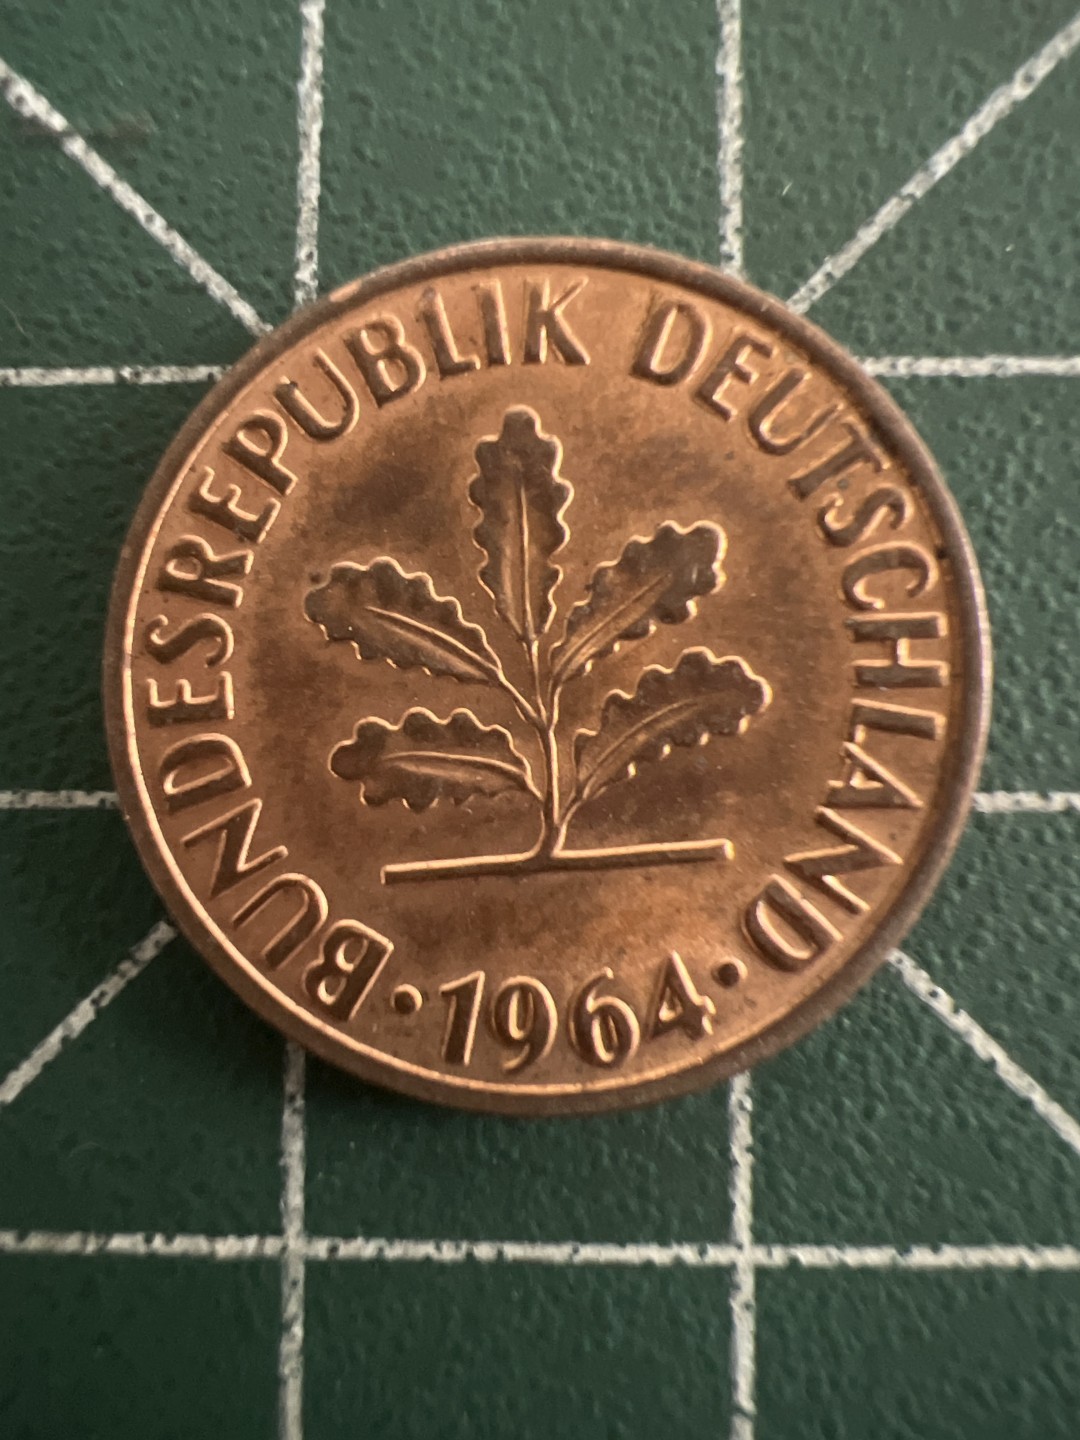 BUNDESREPUBLIK DEUTSCHLAND
· 1964 ·